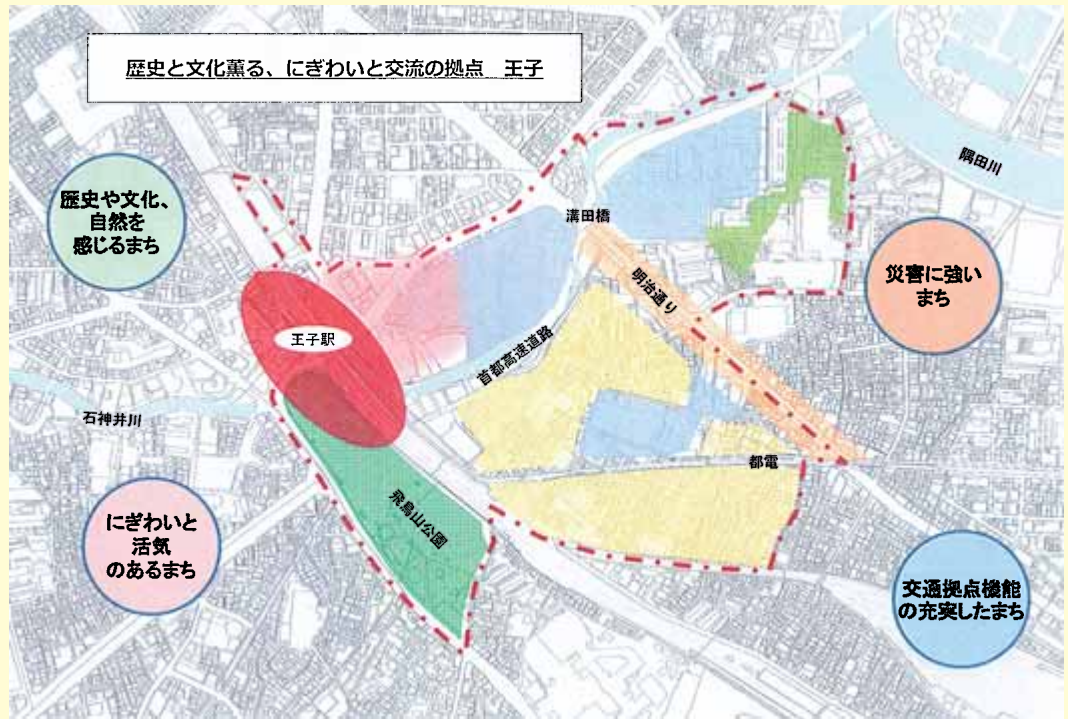 歴史と文化薫る、にぎわいと交流の拠点　王子
歴史や文化、
自然を
感じるまち
溝田橋
隅田川
災害に強い
まち
明治通り
王子駅
首都高速道路
石神井川
都電
飛鳥山公園
にぎわいと
活気
のあるまち
交通拠点機能
の充実したまち